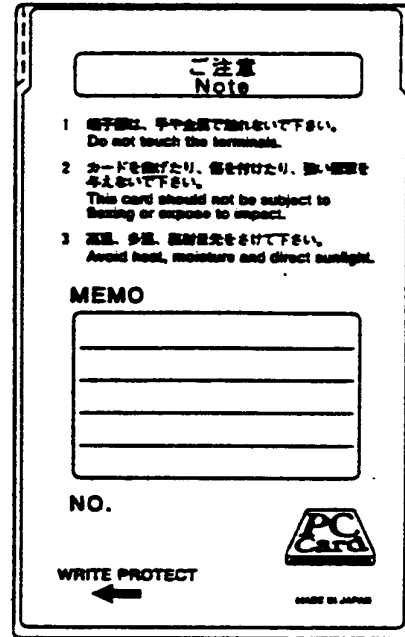 ご注意
Note
1 端子部は、手や金属で触れないで下さい。
Do not touch the terminals.
2 カードを曲げたり、傷を付けたり、強い衝撃を
与えないで下さい。
This card should not be subject to
flexing or expose to impact.
3 高温、多湿、直射日光をさけて下さい。
Avoid heat, moisture and direct sunlight.
MEMO
NO.
PC
Card
WRITE PROTECT
MADE IN JAPAN